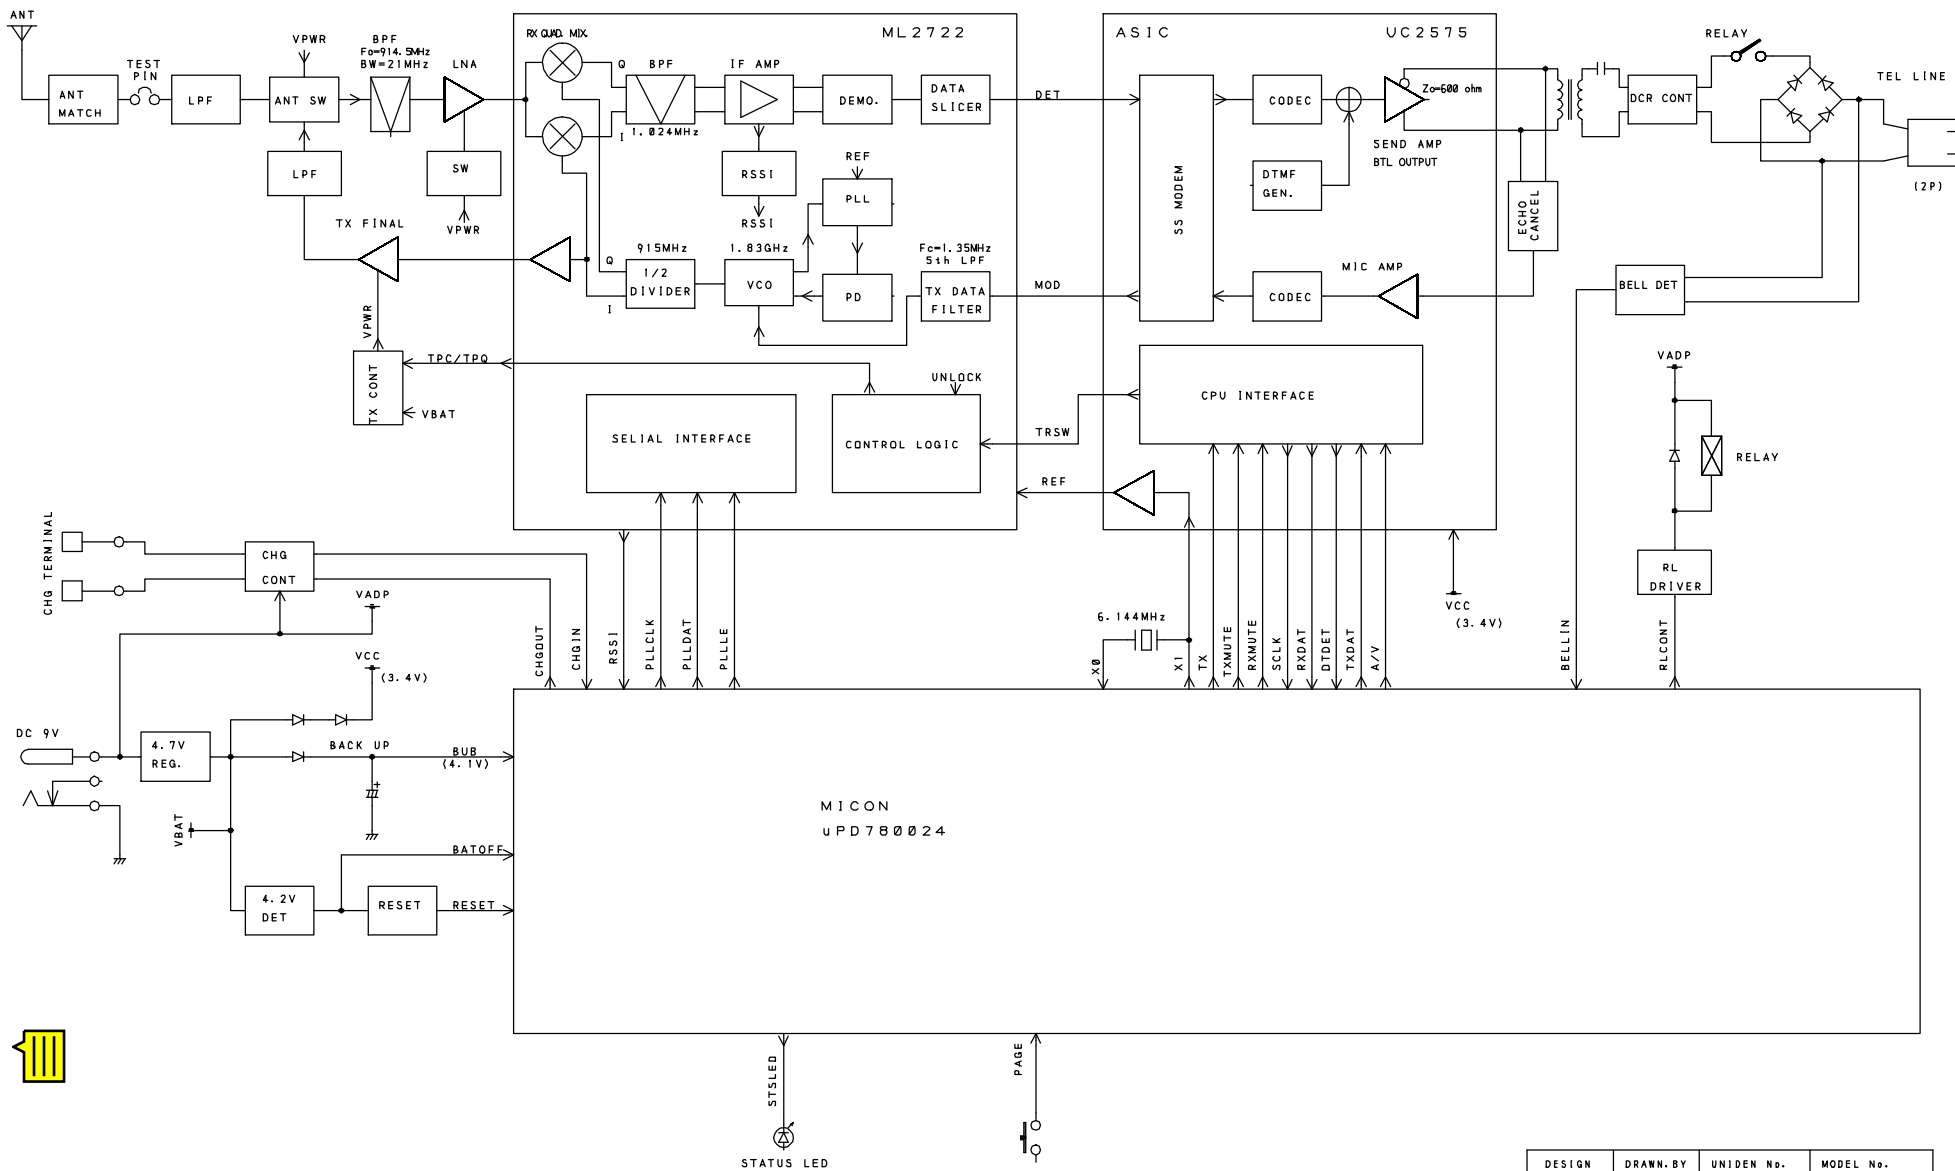 ANT
ANT
MATCH
TEST
PIN
LPF
VPWR
ANT SW
BPF
Fo=914.5MHz
BW=21MHz
LNA
LPF
SW
VPWR
TX FINAL
VPWR
TX CONT
TPC/TPQ
VBAT
ML2722
RX QUAD. MIX.
Q
I
BPF
1.024MHz
IF AMP
DEMO.
DATA
SLICER
RSSI
RSSI
REF
PLL
PD
915MHz
1/2
DIVIDER
Q
I
1.83GHz
VCO
Fc=1.35MHz
5th LPF
TX DATA
FILTER
SELIAL INTERFACE
UNLOCK
CONTROL LOGIC
DET
MOD
TRSW
REF
ASIC
UC2575
SS MODEM
CODEC
DTMF
GEN.
Zo=600 ohm
SEND AMP
BTL OUTPUT
CODEC
MIC AMP
CPU INTERFACE
ECHO
CANCEL
DCR CONT
RELAY
TEL LINE
(2P)
BELL DET
VADP
RELAY
RL
DRIVER
VCC
(3.4V)
CHG TERMINAL
CHG
CONT
VADP
VCC
(3.4V)
DC 9V
4.7V
REG.
BACK UP
BUB
(4.1V)
VBAT
BATOFF
4.2V
DET
RESET
RESET
CHGOUT
CHGIN
RSSI
PLLCLK
PLLDAT
PLLLE
6.144MHz
X0
X1
TX
TXMUTE
RXMUTE
SCLK
RXDAT
DTDET
TXDAT
A/V
BELLIN
RLCONT
MICON
uPD780024
STSLED
STATUS LED
PAGE
DESIGN
DRAWN.BY
UNIDEN No.
MODEL No.